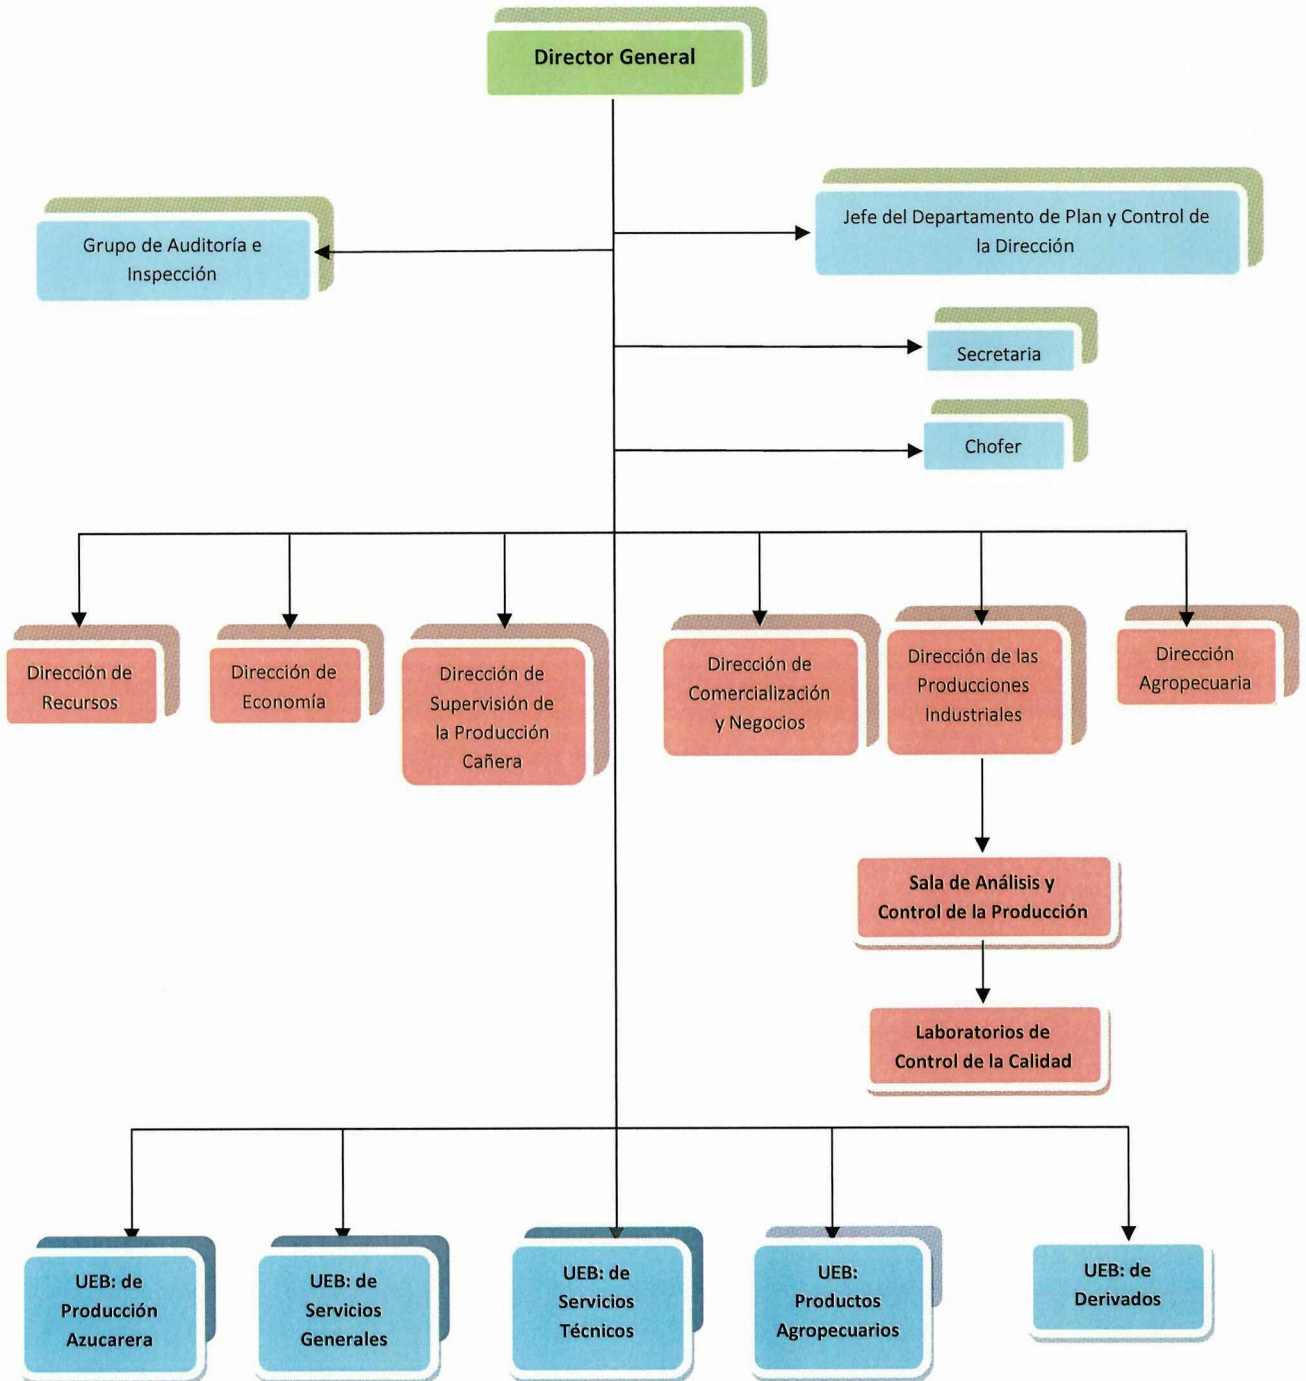 Director General
Grupo de Auditoría e
Inspección
Jefe del Departamento de Plan y Control de
la Dirección
Secretaria
Chofer
Dirección de
Recursos
Dirección de
Economía
Dirección de
Supervisión de
la Producción
Cañera
Dirección de
Comercialización
y Negocios
Dirección de las
Producciones
Industriales
Dirección
Agropecuaria
Sala de Análisis y
Control de la Producción
Laboratorios de
Control de la Calidad
UEB: de
Producción
Azucarera
UEB: de
Servicios
Generales
UEB: de
Servicios
Técnicos
UEB:
Productos
Agropecuarios
UEB: de
Derivados